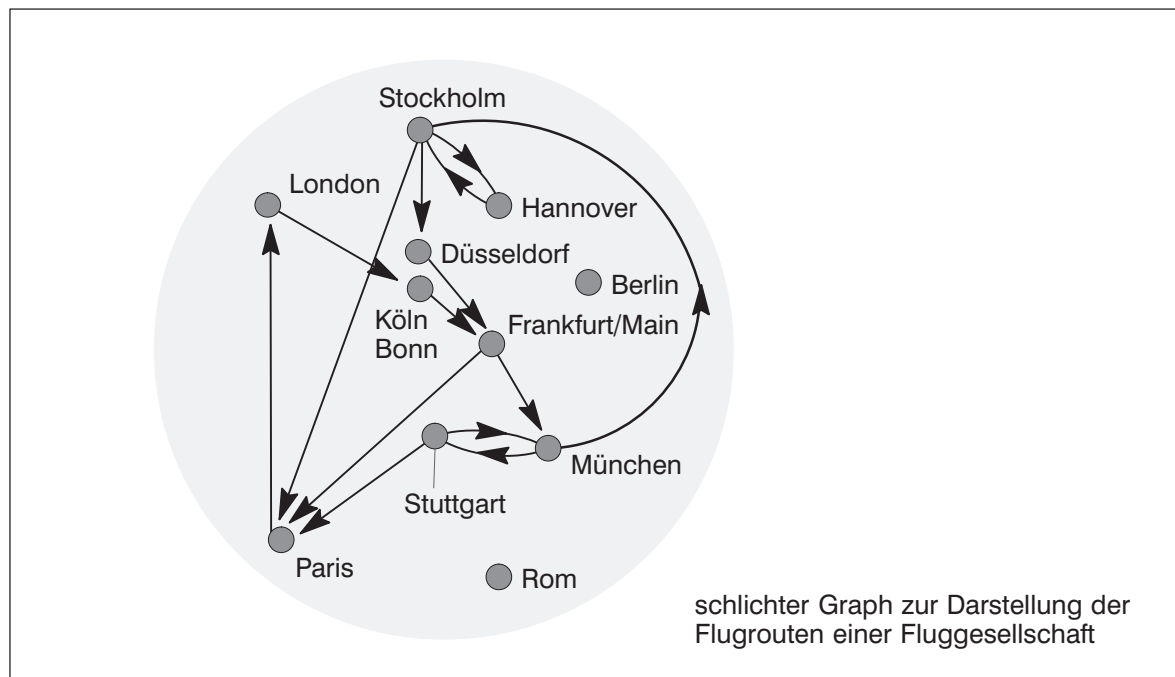 Stockholm
London
Hannover
Düsseldorf
Berlin
Köln
Bonn
Frankfurt/Main
München
Stuttgart
Paris
Rom
schlichter Graph zur Darstellung der
Flugrouten einer Fluggesellschaft